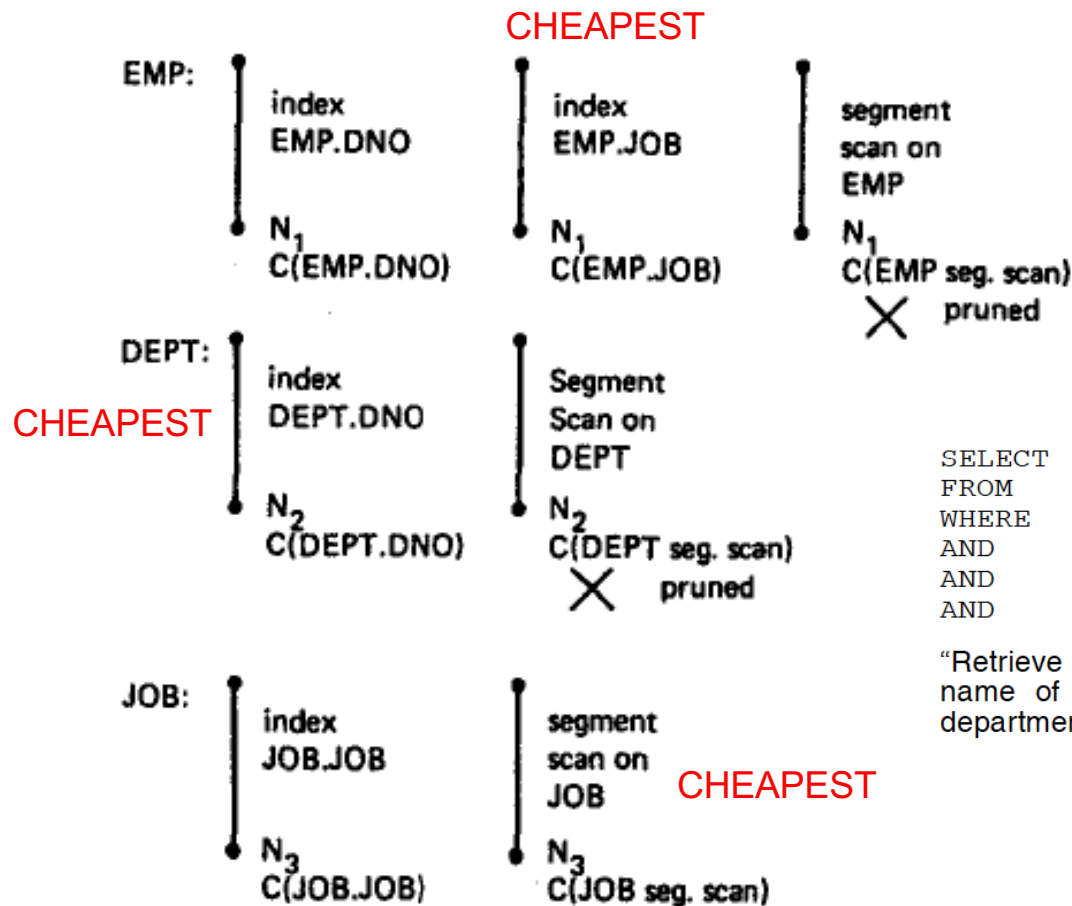 CHEAPEST
EMP:
index
EMP.DNO
N1
C(EMP.DNO)
index
EMP.JOB
N1
C(EMP.JOB)
segment
scan on
EMP
N1
C(EMP seg. scan)
pruned
DEPT:
CHEAPEST
index
DEPT.DNO
N2
C(DEPT.DNO)
Segment
Scan on
DEPT
N2
C(DEPT seg. scan)
pruned
SELECT
FROM
WHERE
AND
AND
AND
“Retrieve
name of
departmen
JOB:
index
JOB.JOB
N3
C(JOB.JOB)
segment
scan on
JOB
CHEAPEST
N3
C(JOB seg. scan)